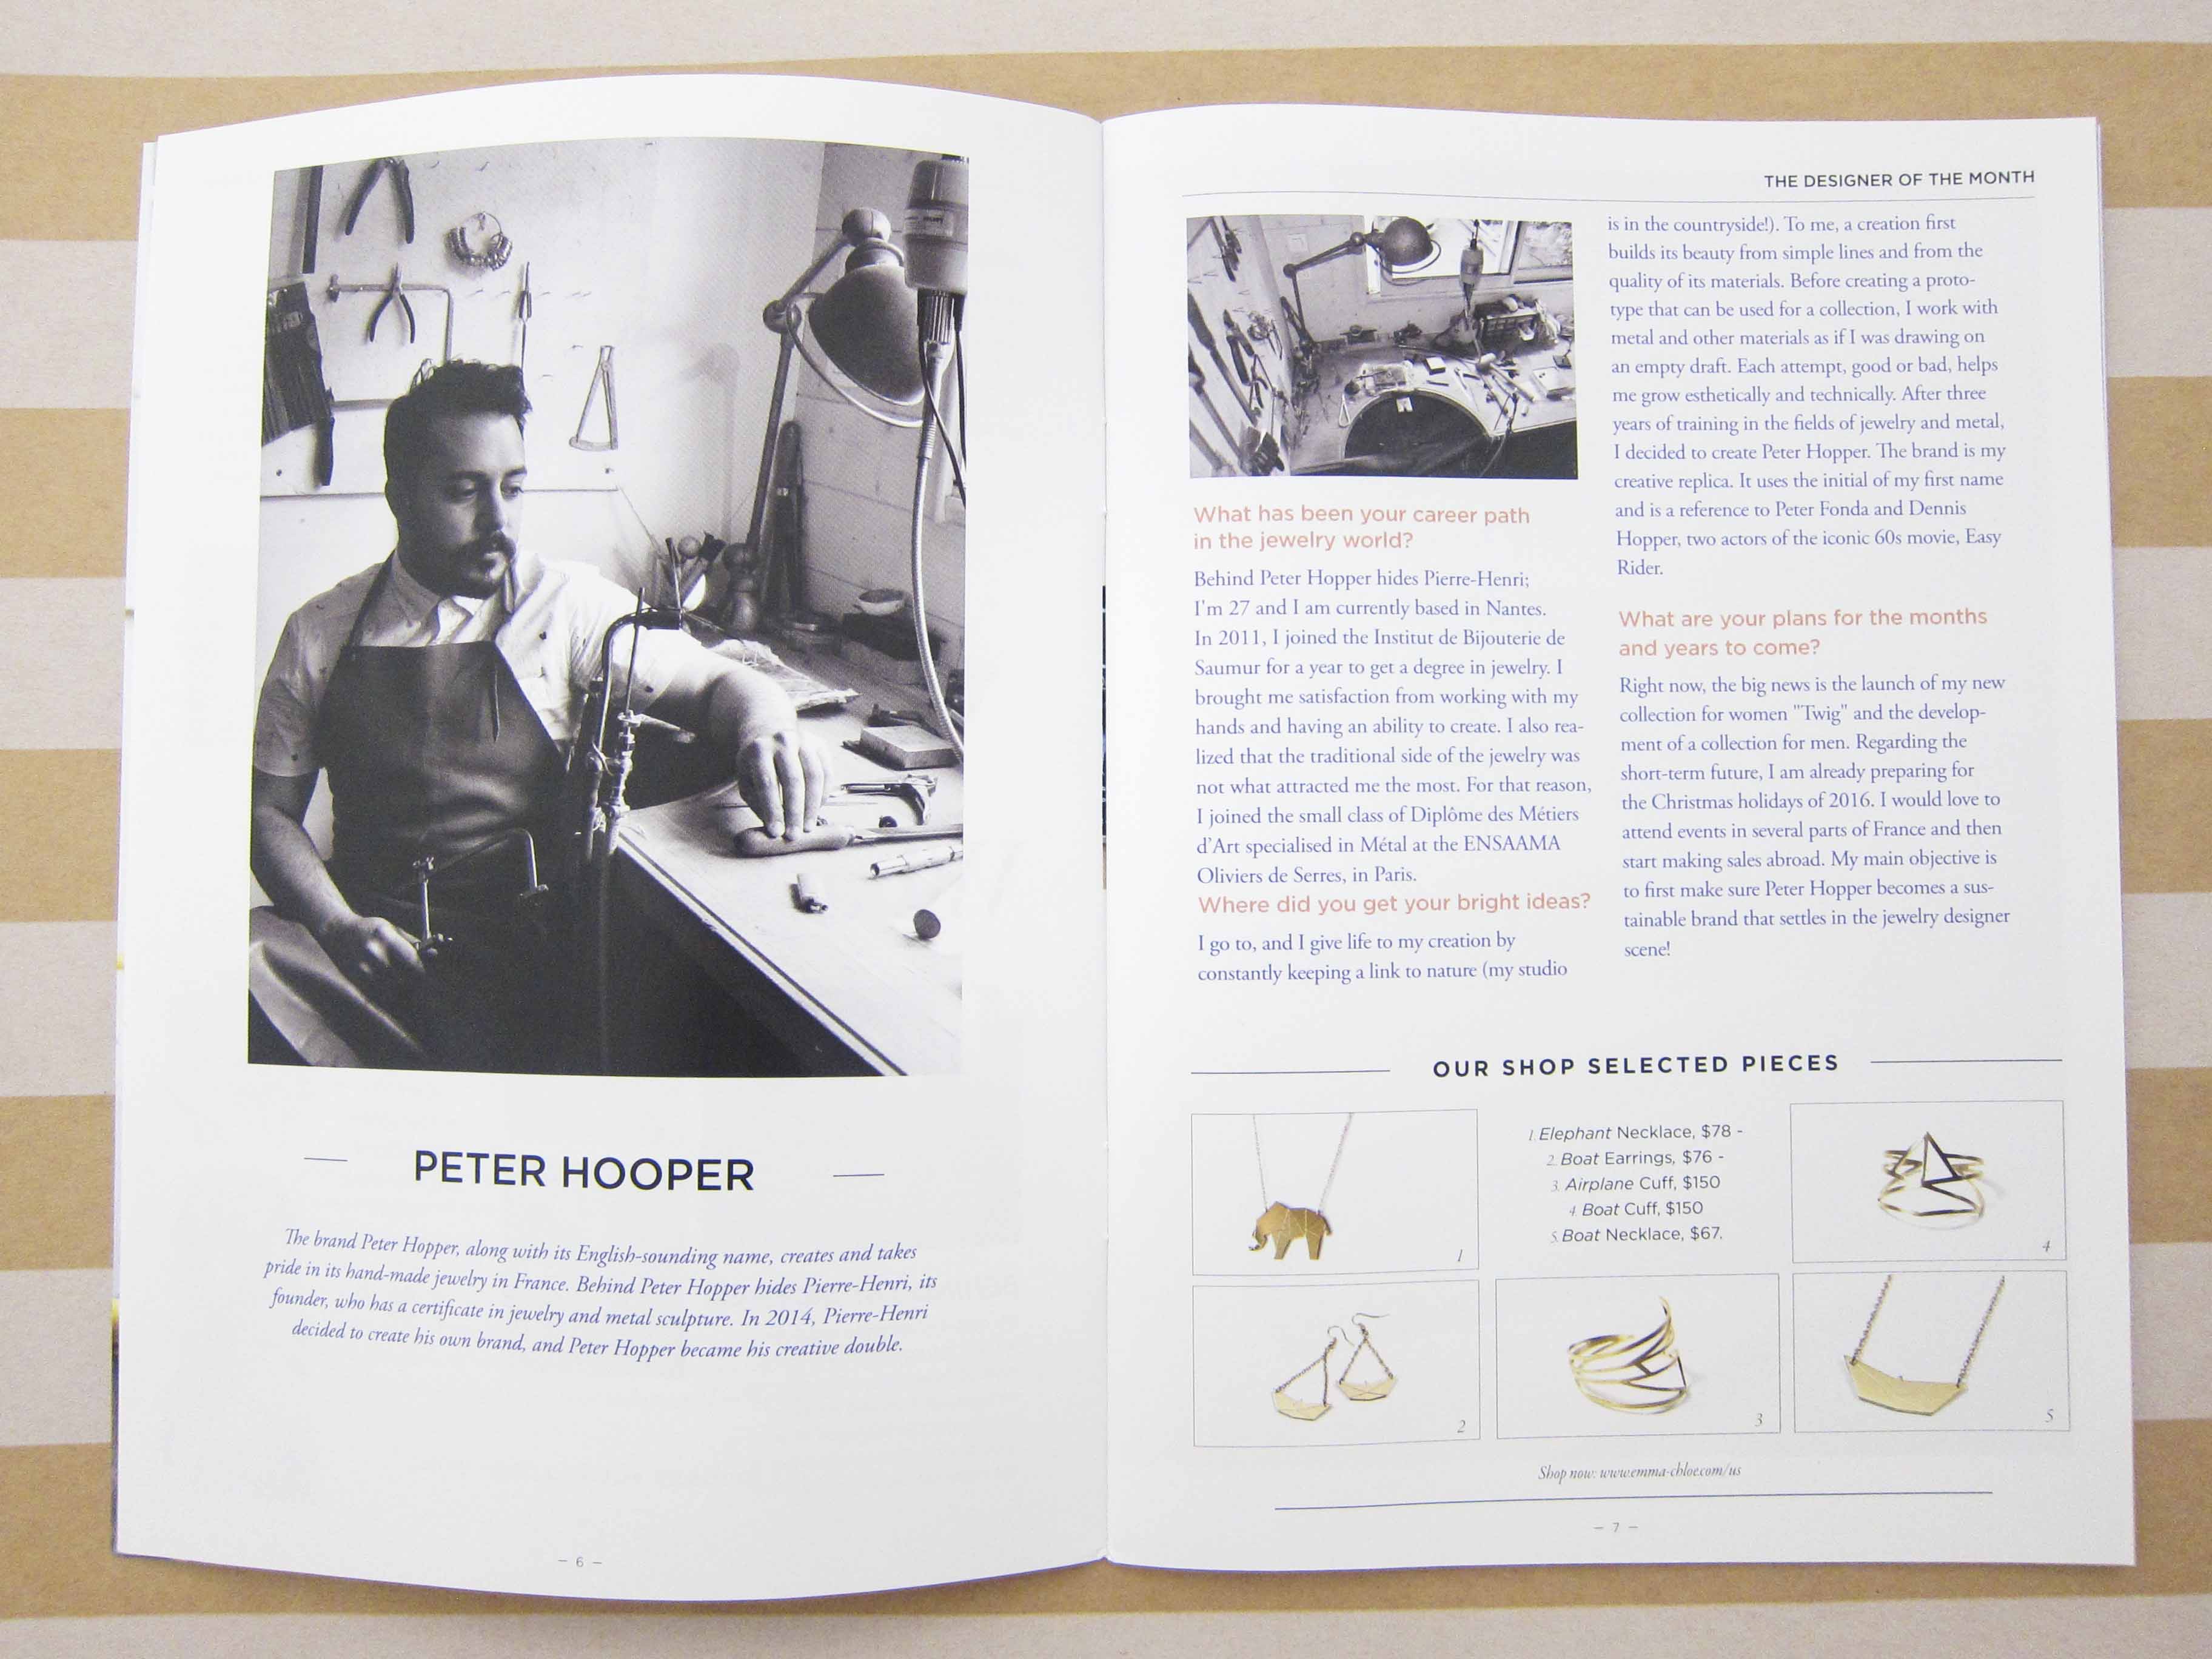 PETER HOOPER
The brand Peter Hopper, along with its English-sounding name, creates and takes
pride in its hand-made jewelry in France. Behind Peter Hopper hides Pierre-Henri, its
founder, who has a certificate in jewelry and metal sculpture. In 2014, Pierre-Henri
decided to create his own brand, and Peter Hopper became his creative double.
– 6 –
THE DESIGNER OF THE MONTH
What has been your career path
in the jewelry world?
Behind Peter Hopper hides Pierre-Henri;
I'm 27 and I am currently based in Nantes.
In 2011, I joined the Institut de Bijouterie de
Saumur for a year to get a degree in jewelry. I
brought me satisfaction from working with my
hands and having an ability to create. I also rea-
lized that the traditional side of the jewelry was
not what attracted me the most. For that reason,
I joined the small class of Diplôme des Métiers
d'Art specialised in Métal at the ENSAAMA
Oliviers de Serres, in Paris.
Where did you get your bright ideas?
I go to, and I give life to my creation by
constantly keeping a link to nature (my studio
is in the countryside!). To me, a creation first
builds its beauty from simple lines and from the
quality of its materials. Before creating a proto-
type that can be used for a collection, I work with
metal and other materials as if I was drawing on
an empty draft. Each attempt, good or bad, helps
me grow esthetically and technically. After three
years of training in the fields of jewelry and metal,
I decided to create Peter Hopper. The brand is my
creative replica. It uses the initial of my first name
and is a reference to Peter Fonda and Dennis
Hopper, two actors of the iconic 60s movie, Easy
Rider.
What are your plans for the months
and years to come?
Right now, the big news is the launch of my new
collection for women "Twig" and the develop-
ment of a collection for men. Regarding the
short-term future, I am already preparing for
the Christmas holidays of 2016. I would love to
attend events in several parts of France and then
start making sales abroad. My main objective is
to first make sure Peter Hopper becomes a sus-
tainable brand that settles in the jewelry designer
scene!
OUR SHOP SELECTED PIECES
1. Elephant Necklace, $78 -
2. Boat Earrings, $76 -
3. Airplane Cuff, $150
4. Boat Cuff, $150
5. Boat Necklace, $67.
1
4
2
3
5
Shop now: www.emma-chloe.com/us
– 7 –